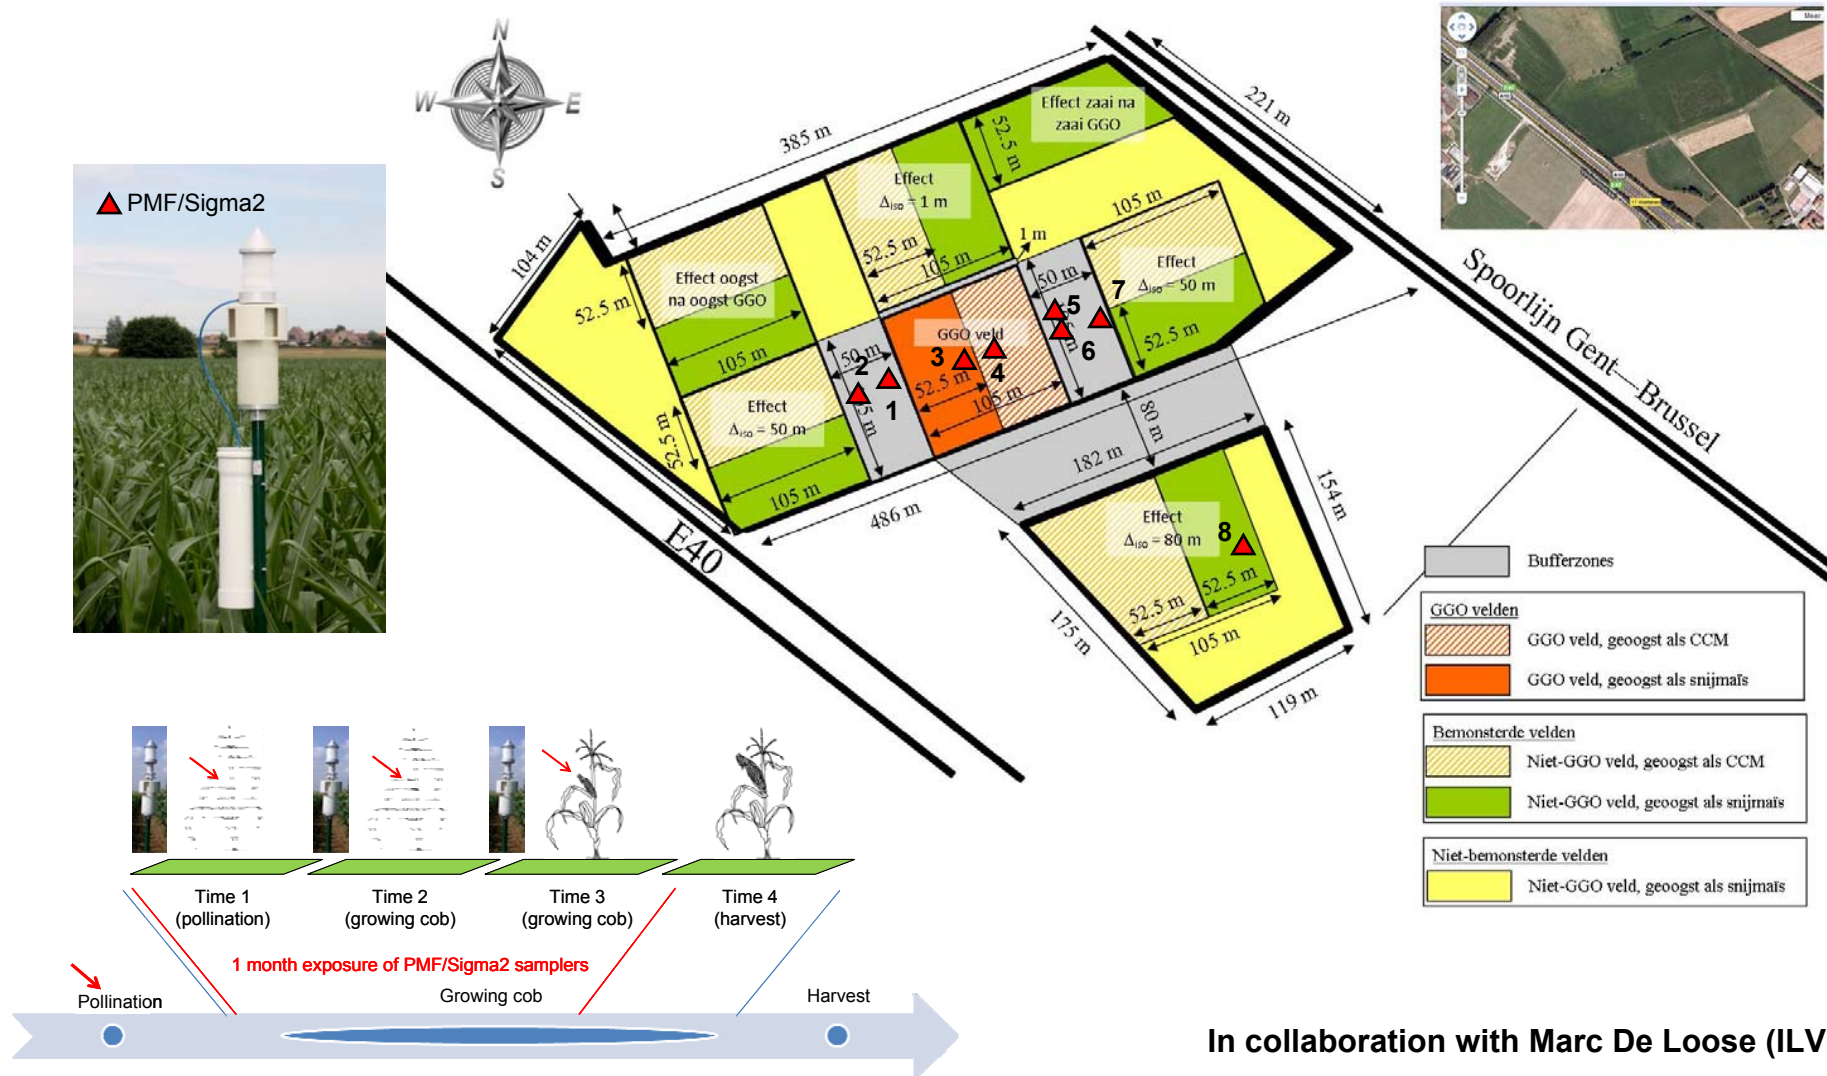 N
W
E
S
PMF/Sigma2
385 m
221 m
104 m
Effect zaai na
zaai GGO
52.5 m
Effect
Δiso = 1 m
52.5 m
105 m
1 m
105 m
Effect oogst
na oogst GGO
52.5 m
105 m
50 m
Effect
Δiso = 50 m
52.5 m
7
5
6
GGO veld
3
4
52.5 m
105 m
50 m
2
1
Effect
Δiso = 50 m
52.5 m
105 m
486 m
80 m
182 m
154 m
Effect
Δiso = 80 m
8
52.5 m
52.5 m
105 m
175 m
119 m
E40
Spoorlijn Gent—Brussel
Meer
Bufferzones
GGO velden
GGO veld, geoogst als CCM
GGO veld, geoogst als snijmaïs
Bemonsterde velden
Niet-GGO veld, geoogst als CCM
Niet-GGO veld, geoogst als snijmaïs
Niet-bemonsterde velden
Niet-GGO veld, geoogst als snijmaïs
Time 1
(pollination)
Time 2
(growing cob)
Time 3
(growing cob)
Time 4
(harvest)
1 month exposure of PMF/Sigma2 samplers
Pollination
Growing cob
Harvest
In collaboration with Marc De Loose (ILV